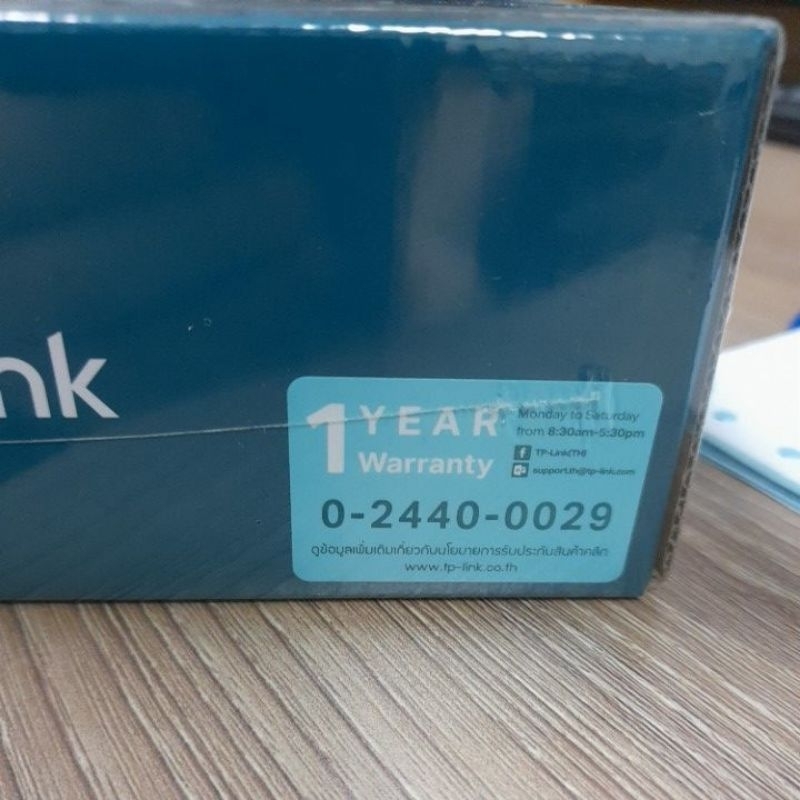 nk
1 YEAR
Warranty
Monday to Saturday
from 8:30am-5:30pm
TP-Link(TH)
support.th@tp-link.com
0-2440-0029
ดูข้อมูลเพิ่มเติมเกี่ยวกับนโยบายการรับประกันสินค้าคลิก
www.tp-link.co.th